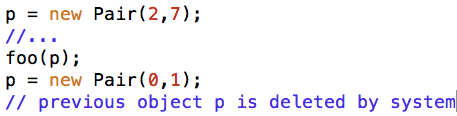 p = new Pair(2,7);
//...
foo(p);
p = new Pair(0,1);
// previous object p is deleted by system